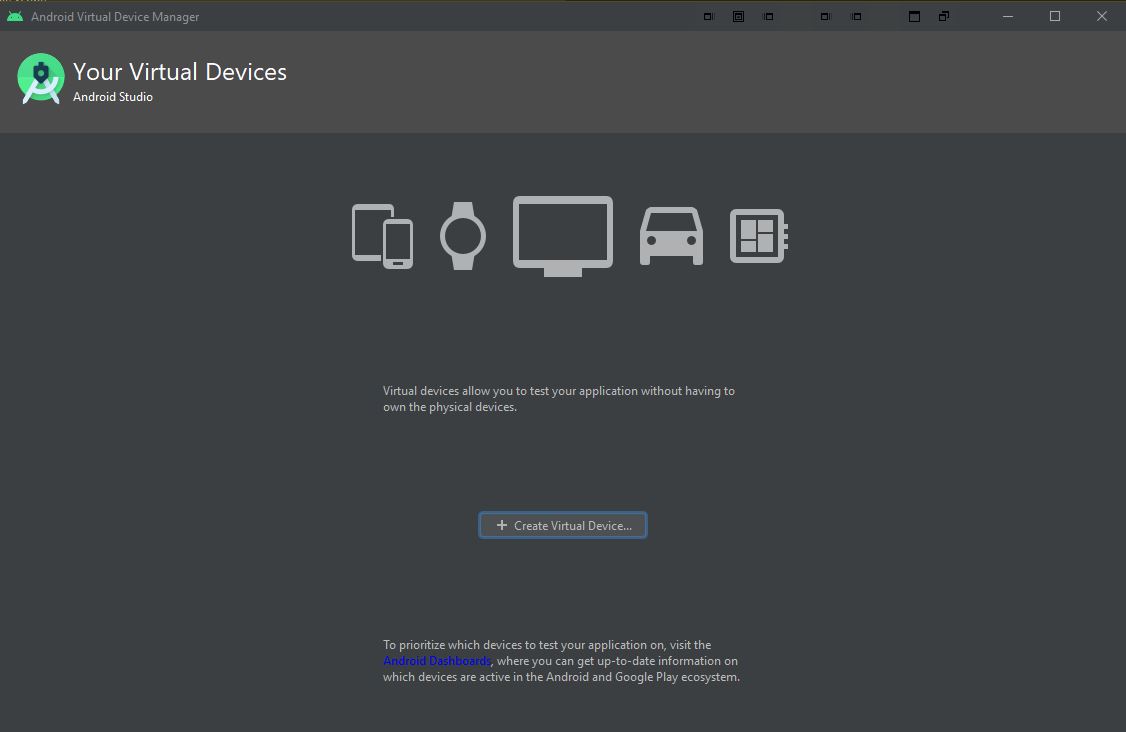 Android Virtual Device Manager
Your Virtual Devices
Android Studio
Virtual devices allow you to test your application without having to
own the physical devices.
Create Virtual Device...
To prioritize which devices to test your application on, visit the
Android Dashboards, where you can get up-to-date information on
which devices are active in the Android and Google Play ecosystem.